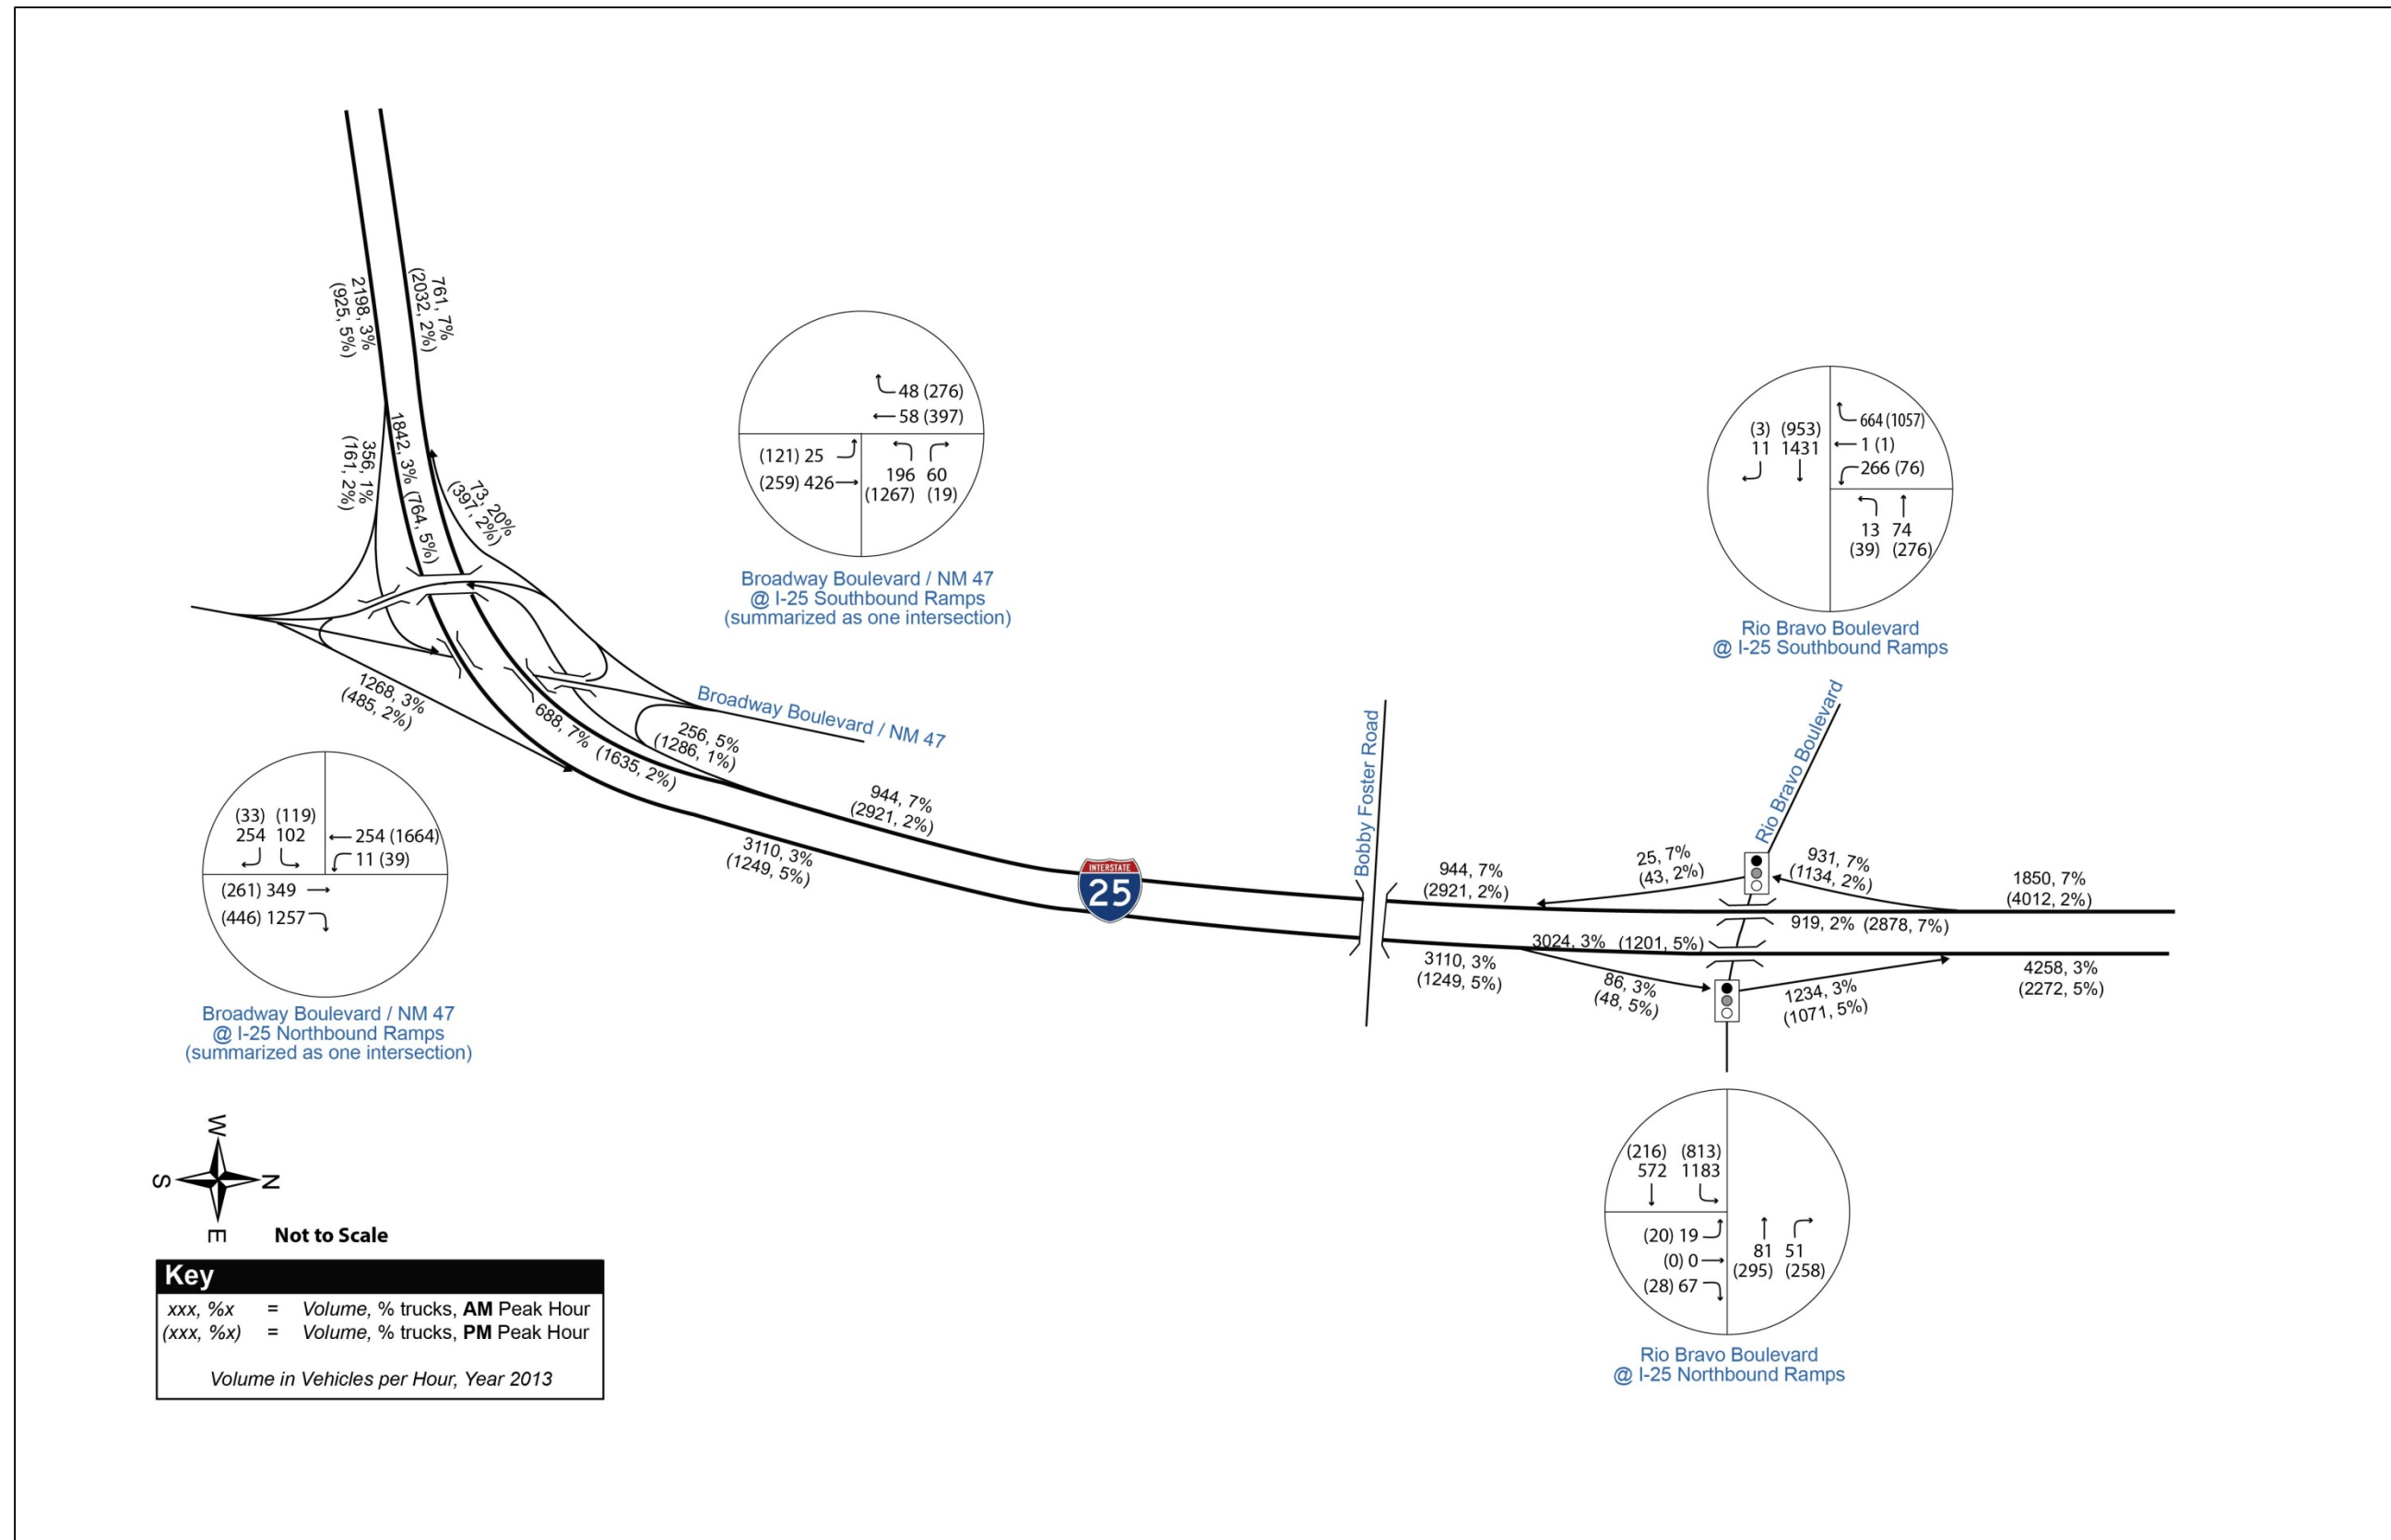 2198, 3%
(925, 5%)
761, 7%
(2032, 2%)
1842, 3% (764, 5%)
356, 1%
(161, 2%)
73, 20%
(397, 2%)
48 (276)
58 (397)
(121) 25
(259) 426
196 60
(1267) (19)
Broadway Boulevard / NM 47
@ I-25 Southbound Ramps
(summarized as one intersection)
(3) (953)
11 1431
664 (1057)
1 (1)
266 (76)
13 74
(39) (276)
Rio Bravo Boulevard
@ I-25 Southbound Ramps
1268, 3%
(485, 2%)
688, 7% (1635, 2%)
256, 5%
(1286, 1%)
Broadway Boulevard / NM 47
944, 7%
(2921, 2%)
3110, 3%
(1249, 5%)
INTERSTATE
25
Bobby Foster Road
Rio Bravo Boulevard
944, 7%
(2921, 2%)
25, 7%
(43, 2%)
931, 7%
(1134, 2%)
1850, 7%
(4012, 2%)
919, 2% (2878, 7%)
3024, 3% (1201, 5%)
3110, 3%
(1249, 5%)
86, 3%
(48, 5%)
1234, 3%
(1071, 5%)
4258, 3%
(2272, 5%)
(33) (119)
254 102
254 (1664)
11 (39)
(261) 349
(446) 1257
Broadway Boulevard / NM 47
@ I-25 Northbound Ramps
(summarized as one intersection)
(216) (813)
572 1183
(20) 19
(0) 0
(28) 67
81 51
(295) (258)
Rio Bravo Boulevard
@ I-25 Northbound Ramps
W
S N
E
Not to Scale
Key
xxx, %x = Volume, % trucks, AM Peak Hour
(xxx, %x) = Volume, % trucks, PM Peak Hour
Volume in Vehicles per Hour, Year 2013